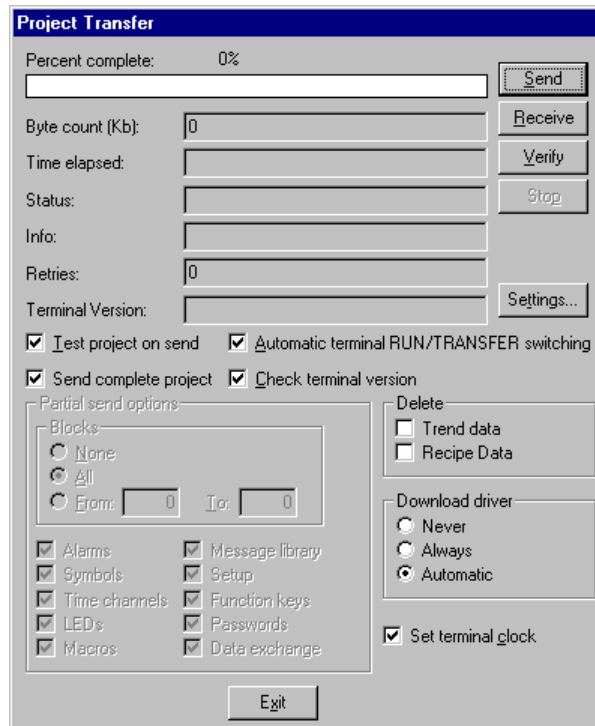 Project Transfer
Percent complete: 0%
Send
Byte count (Kb): 0
Receive
Time elapsed:
Verify
Status:
Stop
Info:
Retries: 0
Terminal Version:
Settings...
Test project on send
Automatic terminal RUN/TRANSFER switching
Send complete project
Check terminal version
Partial send options
Blocks
None
All
From: 0 To: 0
Alarms
Message library
Symbols
Setup
Time channels
Function keys
LEDs
Passwords
Macros
Data exchange
Delete
Trend data
Recipe Data
Download driver
Never
Always
Automatic
Set terminal clock
Exit